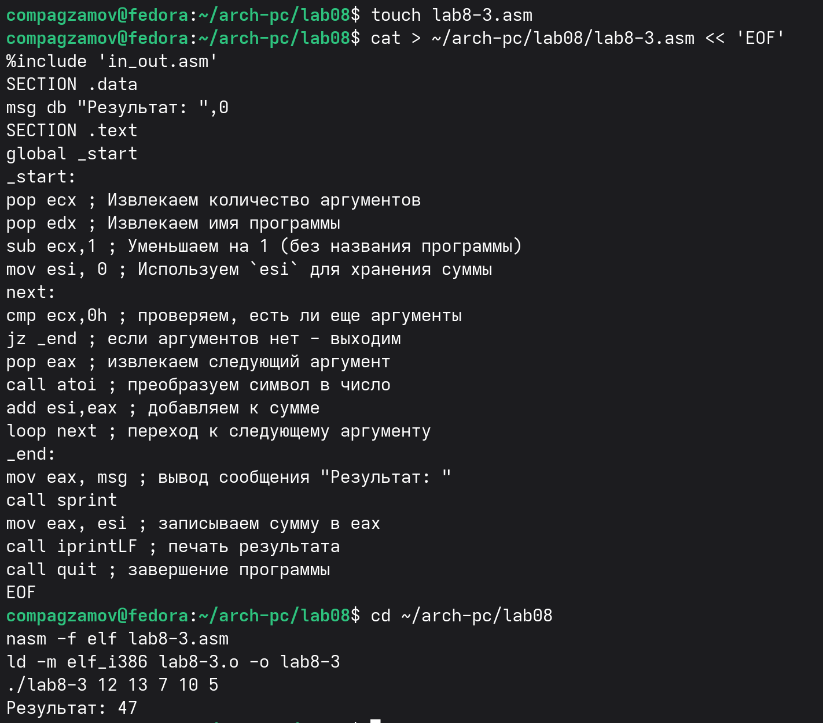 compagzamov@fedora:~/arch-pc/lab08$ touch lab8-3.asm
compagzamov@fedora:~/arch-pc/lab08$ cat > ~/arch-pc/lab08/lab8-3.asm << 'EOF'
%include 'in_out.asm'
SECTION .data
msg db "Результат: ",0
SECTION .text
global _start
_start:
pop ecx ; Извлекаем количество аргументов
pop edx ; Извлекаем имя программы
sub ecx,1 ; Уменьшаем на 1 (без названия программы)
mov esi, 0 ; Используем `esi` для хранения суммы
next:
cmp ecx,0h ; проверяем, есть ли еще аргументы
jz _end ; если аргументов нет – выходим
pop eax ; извлекаем следующий аргумент
call atoi ; преобразуем символ в число
add esi,eax ; добавляем к сумме
loop next ; переход к следующему аргументу
_end:
mov eax, msg ; вывод сообщения "Результат: "
call sprint
mov eax, esi ; записываем сумму в eax
call iprintLF ; печать результата
call quit ; завершение программы
EOF
compagzamov@fedora:~/arch-pc/lab08$ cd ~/arch-pc/lab08
nasm -f elf lab8-3.asm
ld -m elf_i386 lab8-3.o -o lab8-3
./lab8-3 12 13 7 10 5
Результат: 47